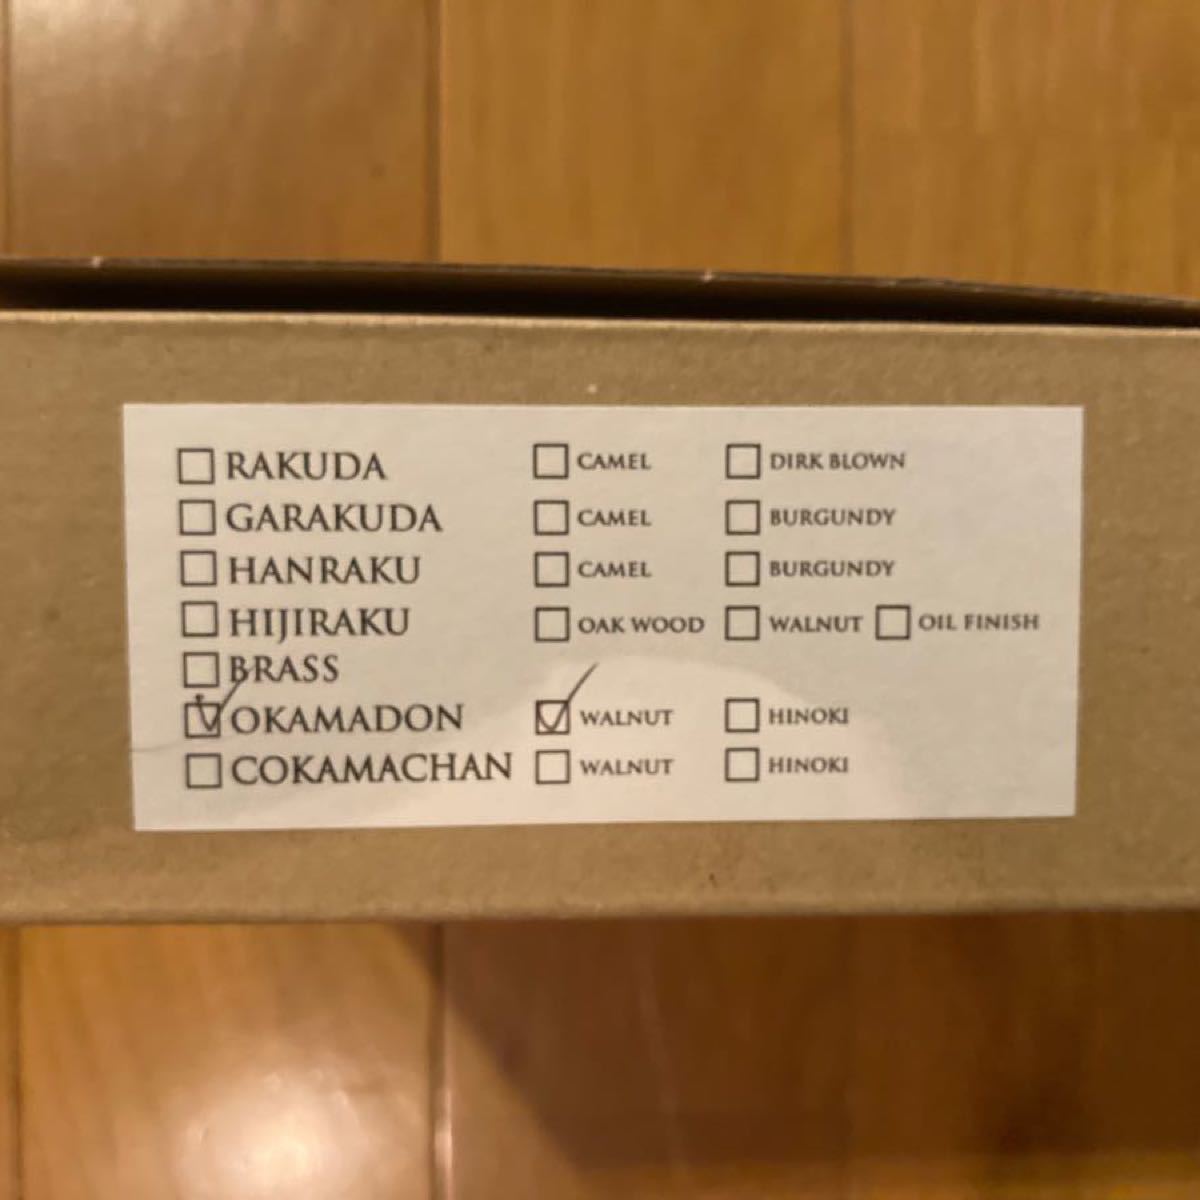 RAKUDA CAMEL DIRK BLOWN
GARAKUDA CAMEL BURGUNDY
HANRAKU CAMEL BURGUNDY
HIJIRAKU OAK WOOD WALNUT OIL FINISH
BRASS
OKAMADON WALNUT HINOKI
COKAMACHAN WALNUT HINOKI